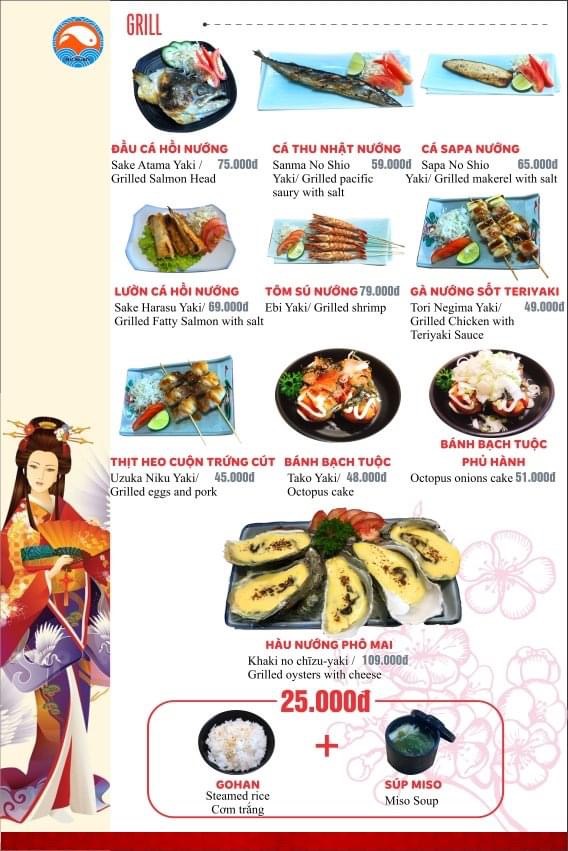 GRILL
ĐẦU CÁ HỒI NƯỚNG
Sake Atama Yaki / 75.000đ
Grilled Salmon Head
CÁ THU NHẬT NƯỚNG
Sanma No Shio 59.000đ
Yaki/ Grilled pacific
saury with salt
CÁ SAPA NƯỚNG
Sapa No Shio 65.000đ
Yaki/ Grilled makerel with salt
LƯỜN CÁ HỒI NƯỚNG
Sake Harasu Yaki/ 69.000đ
Grilled Fatty Salmon with salt
TÔM SÚ NƯỚNG 79.000đ
Ebi Yaki/ Grilled shrimp
GÀ NƯỚNG SỐT TERIYAKI
Tori Negima Yaki/ 49.000đ
Grilled Chicken with
Teriyaki Sauce
THỊT HEO CUỘN TRỨNG CÚT
Uzuka Niku Yaki/ 45.000đ
Grilled eggs and pork
BÁNH BẠCH TUỘC
Tako Yaki/ 48.000đ
Octopus cake
BÁNH BẠCH TUỘC
PHỦ HÀNH
Octopus onions cake 51.000đ
HÀU NƯỚNG PHÔ MAI
Khaki no chīzu-yaki / 109.000đ
Grilled oysters with cheese
25.000đ
GOHAN
Steamed rice
Cơm trắng
+
SÚP MISO
Miso Soup